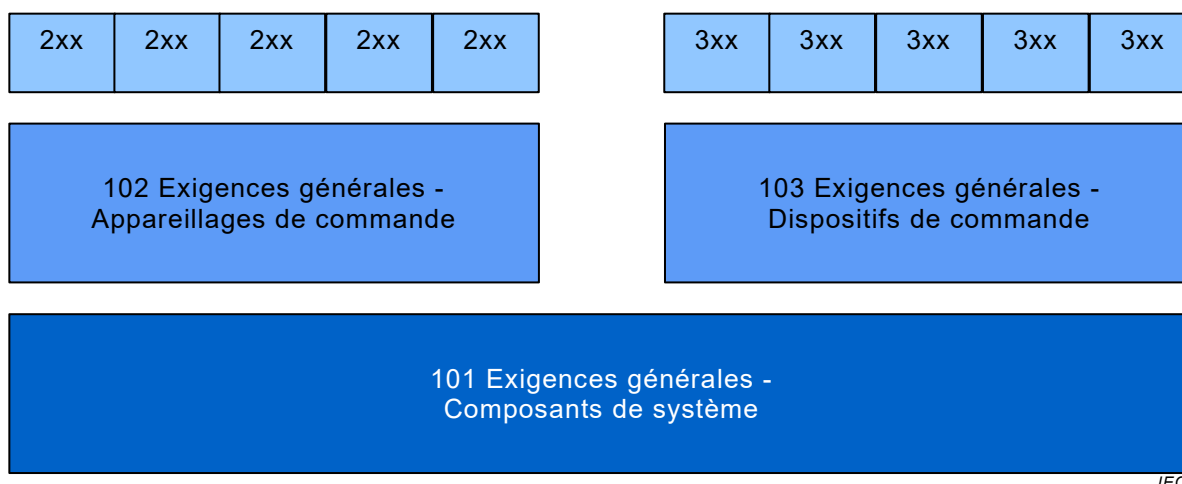 2xx 2xx 2xx 2xx 2xx 3xx 3xx 3xx 3xx 3xx
102 Exigences générales -
Appareillages de commande
103 Exigences générales -
Dispositifs de commande
101 Exigences générales -
Composants de système
IEC